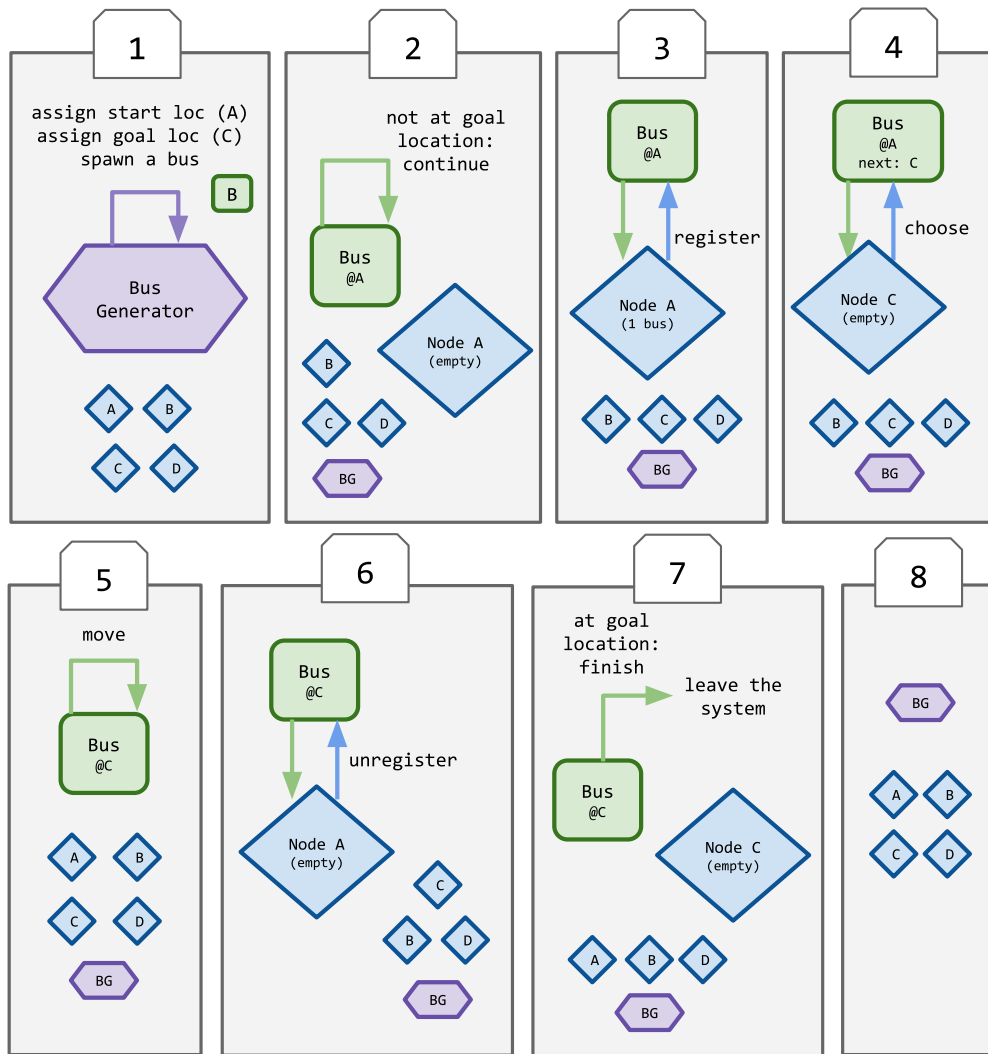 1
assign start loc (A)
assign goal loc (C)
spawn a bus
B
Bus
Generator
A
B
C
D
2
not at goal
location:
continue
Bus
@A
Node A
(empty)
B
C
D
BG
3
Bus
@A
register
Node A
(1 bus)
B
C
D
BG
4
Bus
@A
next: C
choose
Node C
(empty)
B
C
D
BG
5
move
Bus
@C
A
B
C
D
BG
6
Bus
@C
unregister
Node A
(empty)
C
B
D
BG
7
at goal
location:
finish
leave the
system
Bus
@C
Node C
(empty)
A
B
D
BG
8
BG
A
B
C
D